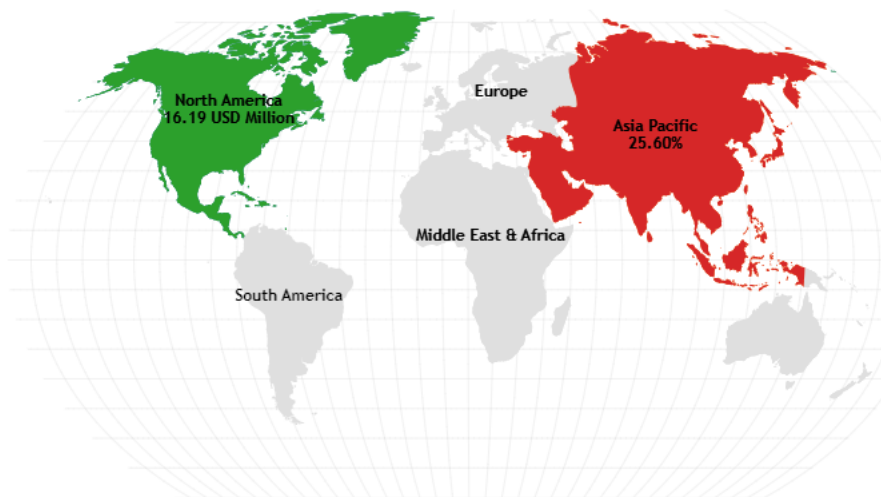 North America
16.19 USD Million
Europe
Asia Pacific
25.60%
Middle East & Africa
South America